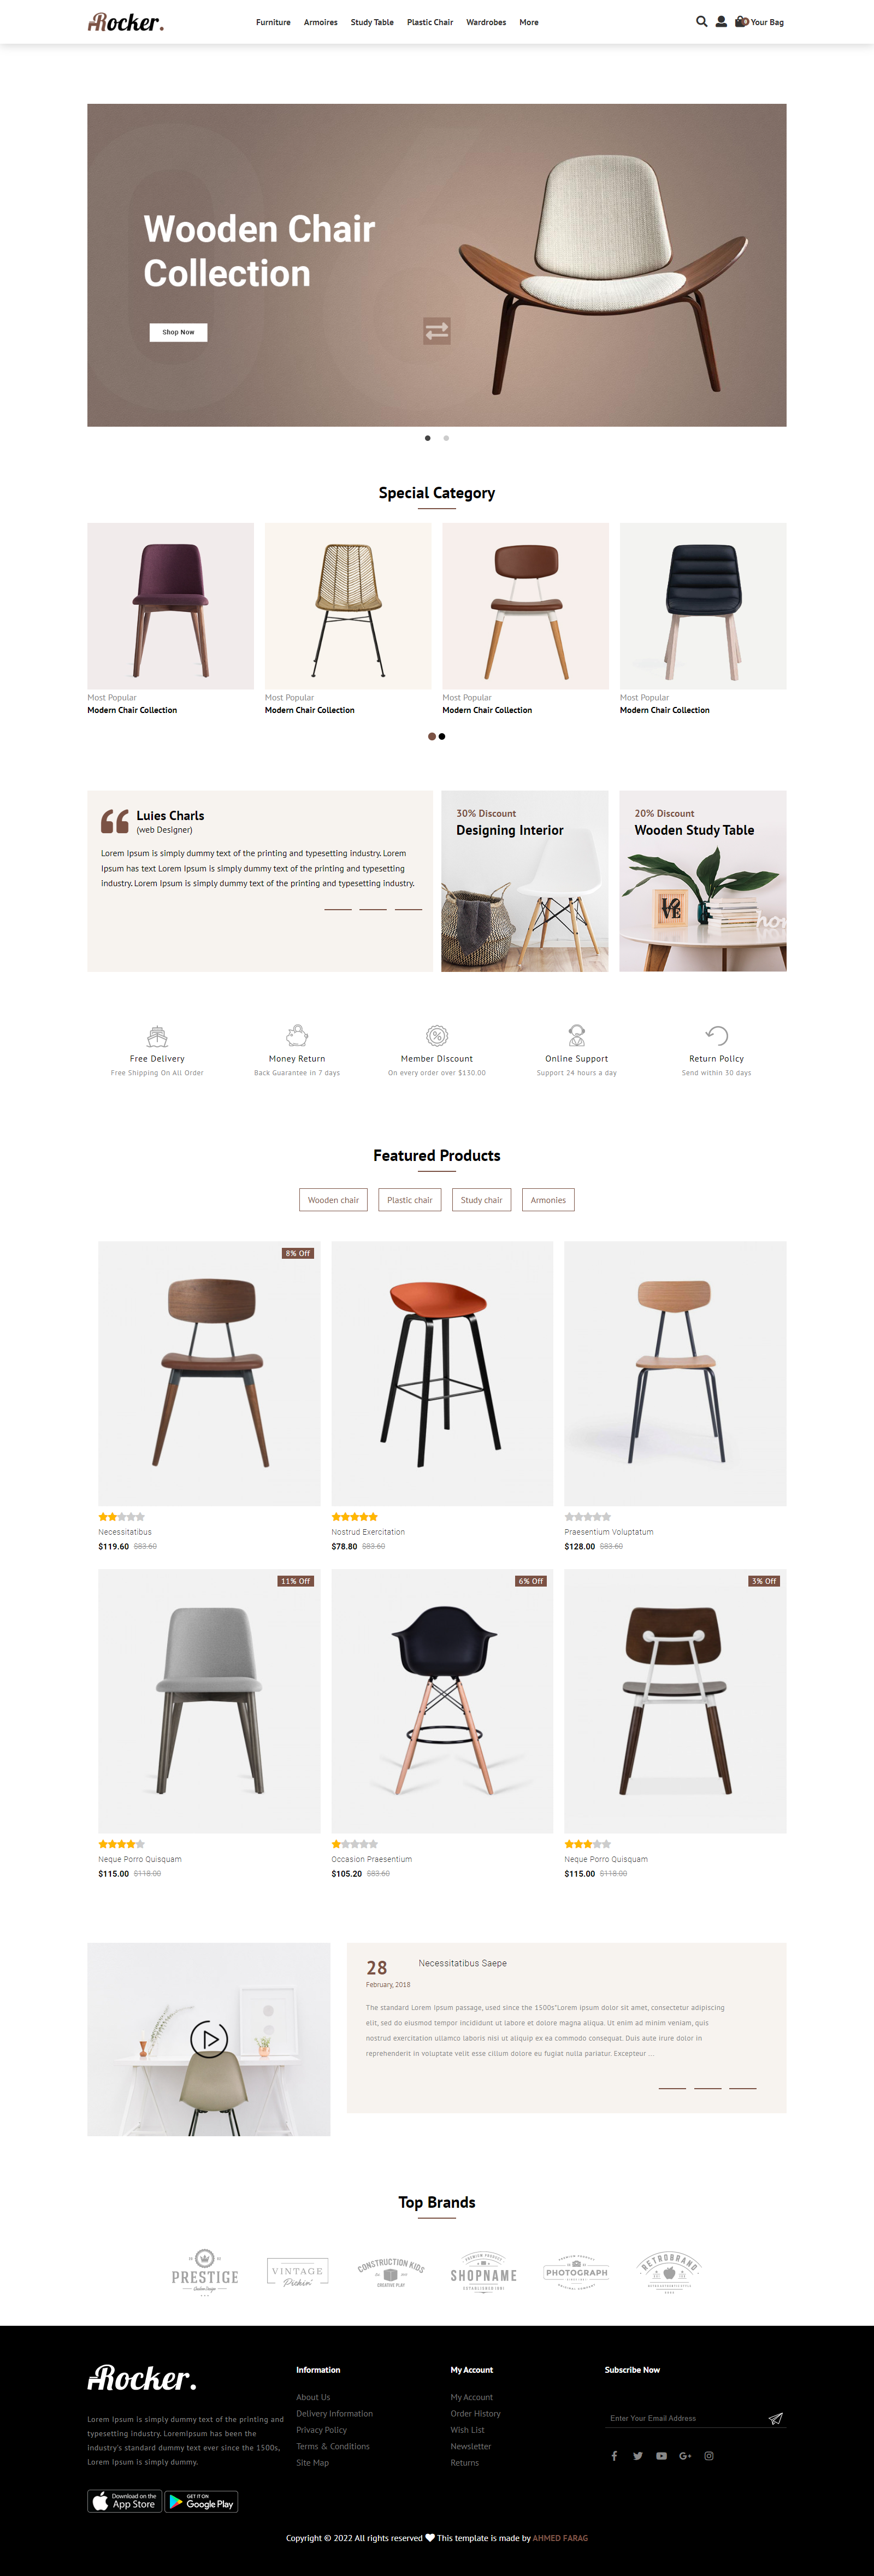 Rocker.
Furniture Armoires Study Table Plastic Chair Wardrobes More
0 Your Bag
Wooden Chair
Collection
Shop Now
Special Category
Most Popular
Modern Chair Collection
Most Popular
Modern Chair Collection
Most Popular
Modern Chair Collection
Most Popular
Modern Chair Collection
Luies Charls
(web Designer)
Lorem Ipsum is simply dummy text of the printing and typesetting industry. Lorem
Ipsum has text Lorem Ipsum is simply dummy text of the printing and typesetting
industry. Lorem Ipsum is simply dummy text of the printing and typesetting industry.
30% Discount
Designing Interior
20% Discount
Wooden Study Table
LOVE
Free Delivery
Free Shipping On All Order
Money Return
Back Guarantee in 7 days
Member Discount
On every order over $130.00
Online Support
Support 24 hours a day
Return Policy
Send within 30 days
Featured Products
Wooden chair Plastic chair Study chair Armonies
8% Off
Necessitatibus
$119.60 $83.60
Nostrud Exercitation
$78.80 $83.60
Praesentium Voluptatum
$128.00 $83.60
11% Off
Neque Porro Quisquam
$115.00 $118.00
6% Off
Occasion Praesentium
$105.20 $83.60
3% Off
Neque Porro Quisquam
$115.00 $118.00
28
February, 2018
Necessitatibus Saepe
The standard Lorem Ipsum passage, used since the 1500s"Lorem ipsum dolor sit amet, consectetur adipiscing
elit, sed do eiusmod tempor incididunt ut labore et dolore magna aliqua. Ut enim ad minim veniam, quis
nostrud exercitation ullamco laboris nisi ut aliquip ex ea commodo consequat. Duis aute irure dolor in
reprehenderit in voluptate velit esse cillum dolore eu fugiat nulla pariatur. Excepteur ...
Top Brands
PRESTIGE
VINTAGE
Pickin'
CONSTRUCTION KIDS
CREATIVE PLAY
PREMIUM PRODUCT
SHOPNAME
ESTABLISHED 1991
PREMIUM PRODUCT
PHOTOGRAPH
ORIGINAL COMPANY
RETROBRAND
Rocker.
Lorem Ipsum is simply dummy text of the printing and
typesetting industry. LoremIpsum has been the
industry's standard dummy text ever since the 1500s,
Lorem Ipsum is simply dummy.
Download on the
App Store
GET IT ON
Google Play
Information
About Us
Delivery Information
Privacy Policy
Terms & Conditions
Site Map
My Account
My Account
Order History
Wish List
Newsletter
Returns
Subscribe Now
Enter Your Email Address
Copyright © 2022 All rights reserved This template is made by AHMED FARAG